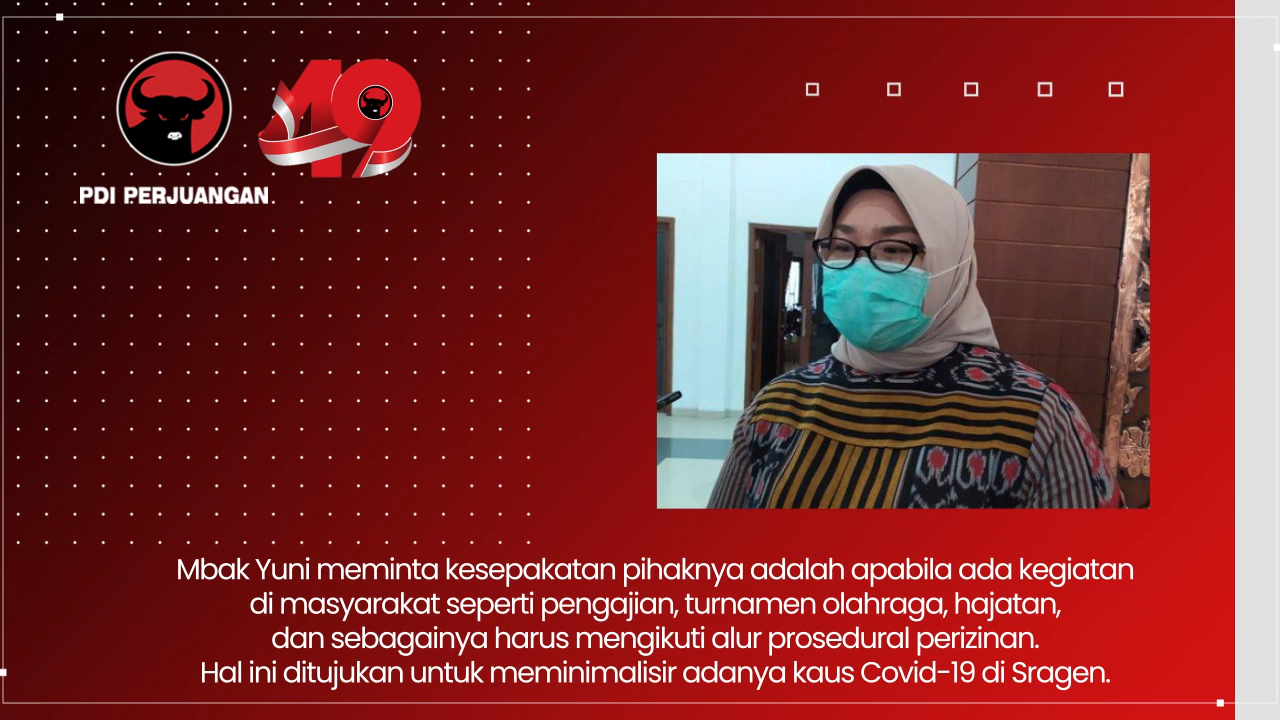 49
PDI PERJUANGAN
Mbak Yuni meminta kesepakatan pihaknya adalah apabila ada kegiatan
di masyarakat seperti pengajian, turnamen olahraga, hajatan,
dan sebagainya harus mengikuti alur prosedural perizinan.
Hal ini ditujukan untuk meminimalisir adanya kaus Covid-19 di Sragen.